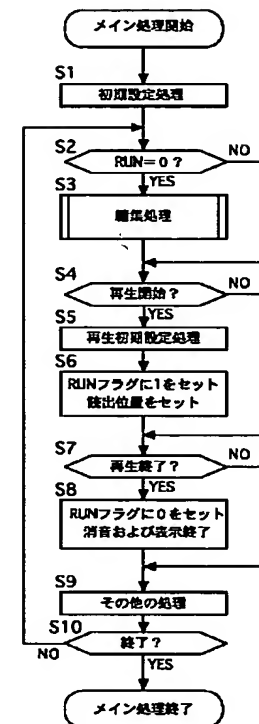 メイン処理開始
S1
初期設定処理
S2
RUN=0？
NO
YES
S3
編集処理
S4
再生開始？
NO
YES
S5
再生初期設定処理
S6
RUNフラグに1をセット
読出位置をセット
S7
再生終了？
NO
YES
S8
RUNフラグに0をセット
消音および表示終了
S9
その他の処理
S10
終了？
NO
YES
メイン処理終了